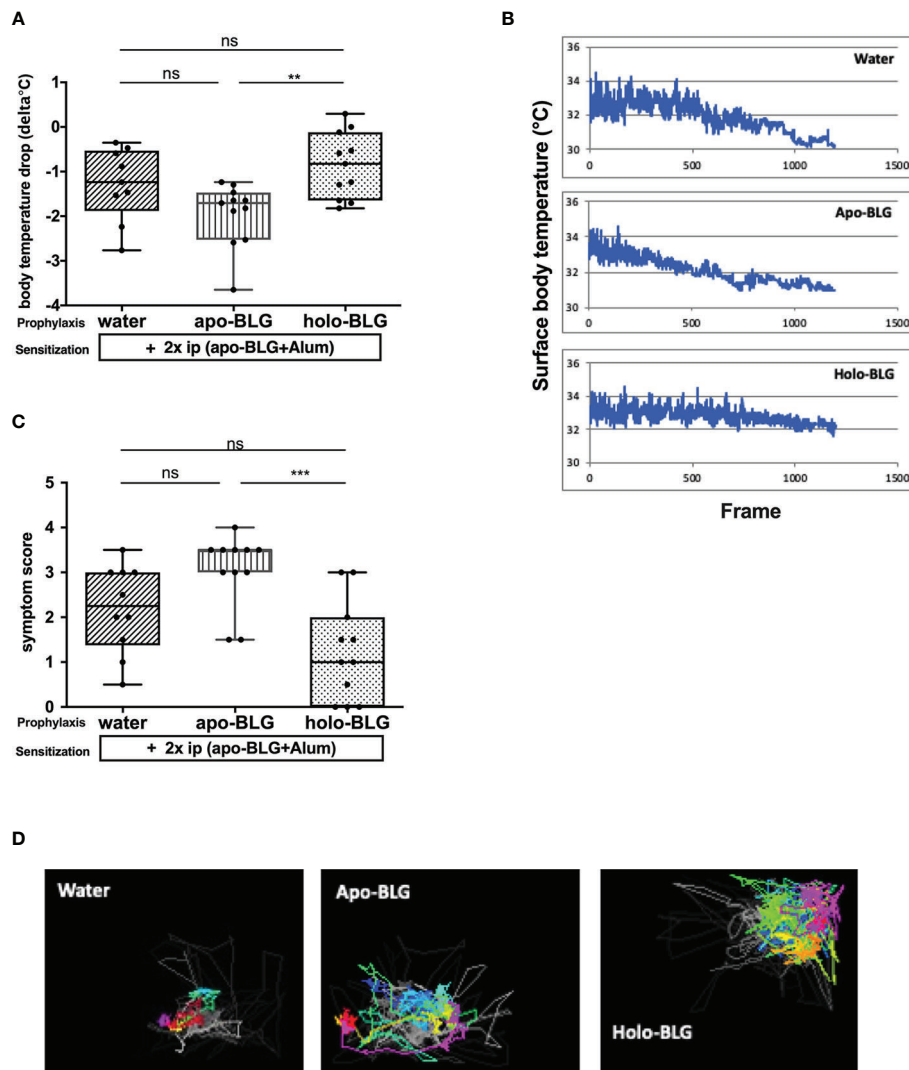 A
ns
ns
**
body temperature drop (delta°C)
1
0
-1
-2
-3
-4
Prophylaxis
water
apo-BLG
holo-BLG
Sensitization
+ 2x ip (apo-BLG+Alum)
B
Surface body temperature (°C)
36
34
32
30
Water
0
500
1000
1500
36
34
32
30
Apo-BLG
0
500
1000
1500
36
34
32
30
Holo-BLG
0
500
1000
1500
Frame
C
ns
ns
***
symptom score
5
4
3
2
1
0
Prophylaxis
water
apo-BLG
holo-BLG
Sensitization
+ 2x ip (apo-BLG+Alum)
D
Water
Apo-BLG
Holo-BLG